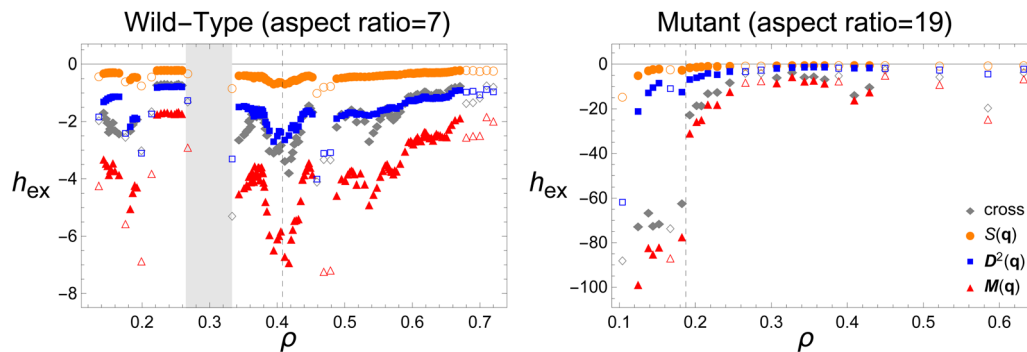 Wild-Type (aspect ratio=7)
0
-2
-4
-6
-8
hex
0.2 0.3 0.4 0.5 0.6 0.7
ρ
Mutant (aspect ratio=19)
0
-20
-40
-60
-80
-100
hex
0.1 0.2 0.3 0.4 0.5 0.6
ρ
cross
S(q)
D²(q)
M(q)